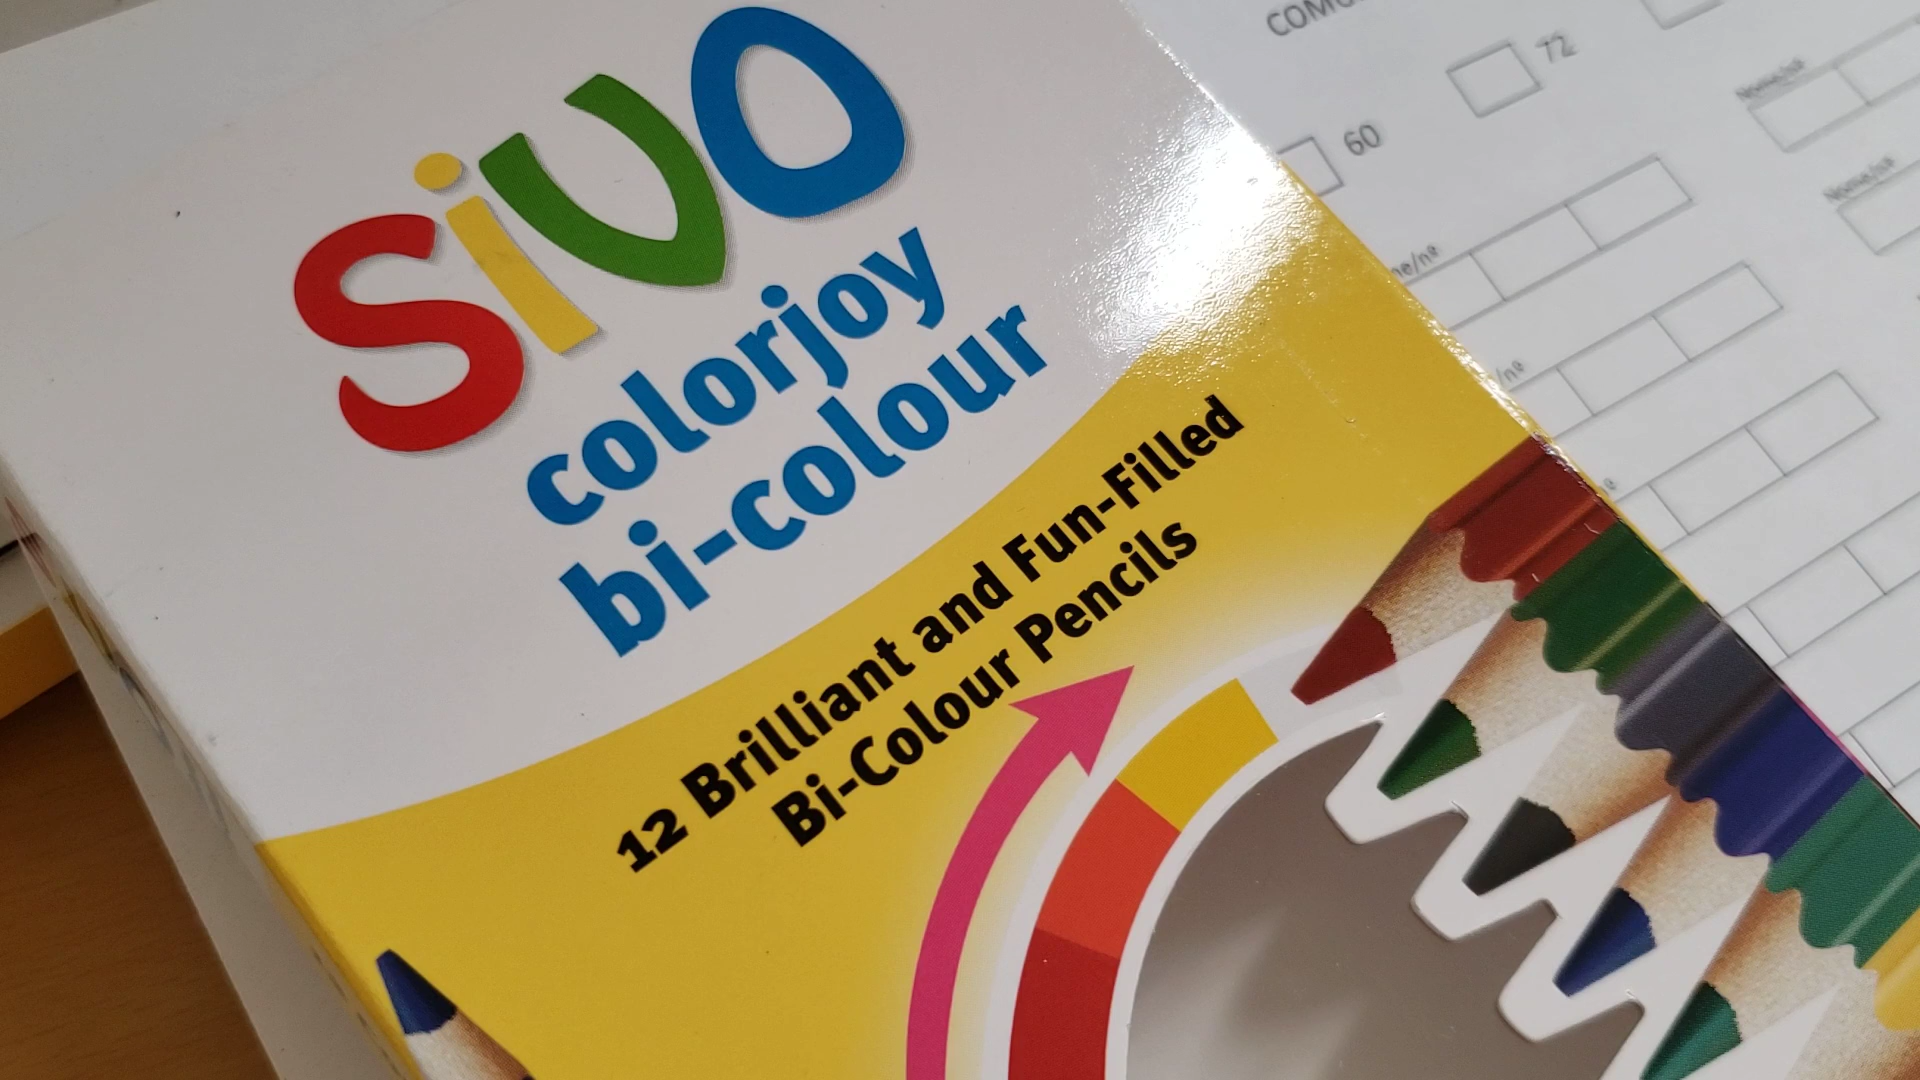 sivo
colorjoy
bi-colour
12 Brilliant and Fun-Filled
Bi-Colour Pencils
72
60